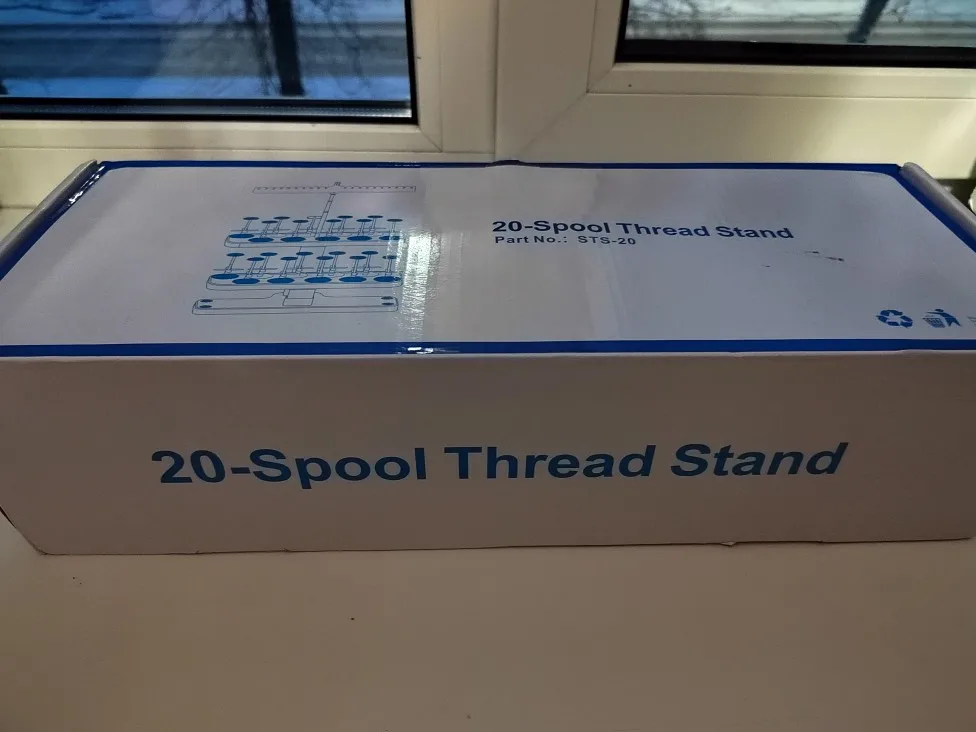 20-Spool Thread Stand
Part No.: STS-20
20-Spool Thread Stand